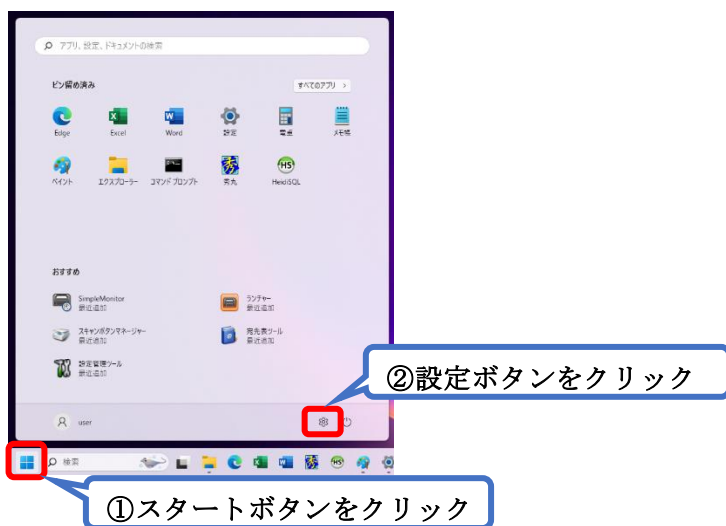 アプリ、設定、ドキュメントの検索
ピン留め済み
すべてのアプリ >
Edge
Excel
Word
設定
電卓
メモ帳
ペイント
エクスプローラー
コマンド プロンプト
秀丸
HeidiSQL
おすすめ
SimpleMonitor
最近追加
ランチャー
最近追加
スキャンボタンマネージャー
最近追加
宛先表ツール
最近追加
設定管理ツール
最近追加
②設定ボタンをクリック
user
検索
①スタートボタンをクリック